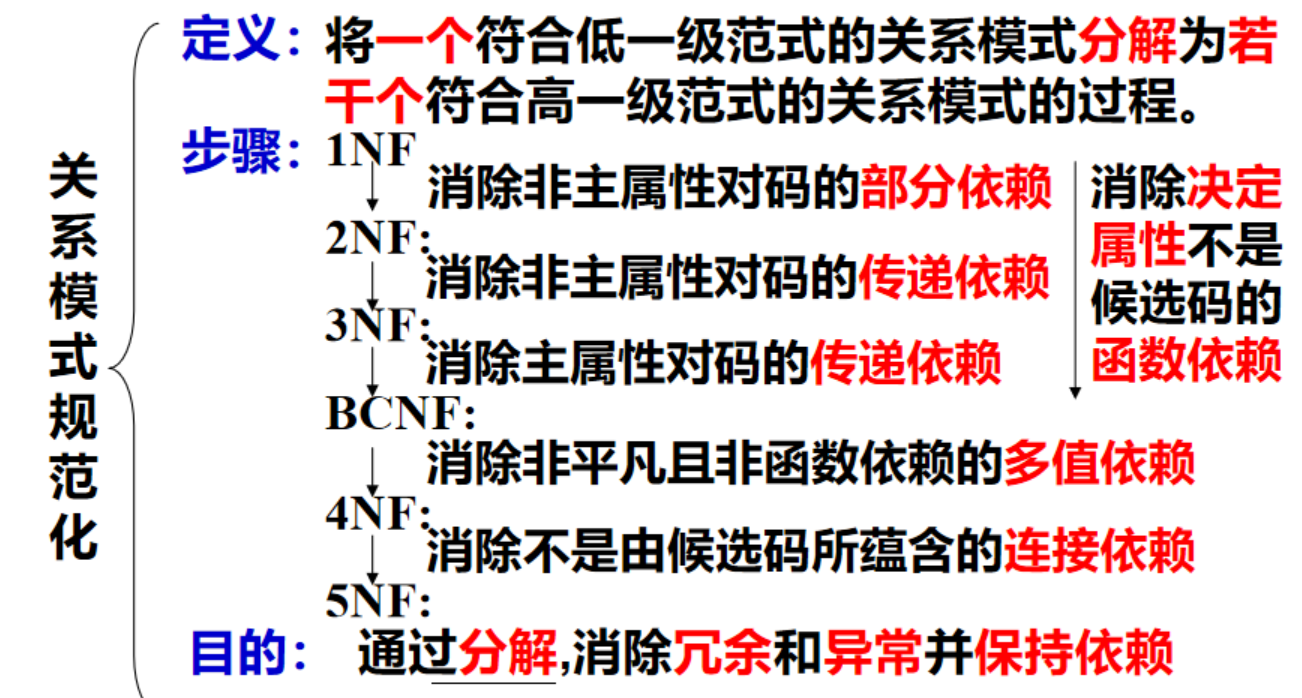 关系模式规范化
定义：将一个符合低一级范式的关系模式分解为若
干个符合高一级范式的关系模式的过程。
步骤：1NF
消除非主属性对码的部分依赖
2NF:
消除非主属性对码的传递依赖
3NF:
消除主属性对码的传递依赖
BCNF:
消除非平凡且非函数依赖的多值依赖
4NF:
消除不是由候选码所蕴含的连接依赖
5NF:
消除决定
属性不是
候选码的
函数依赖
目的：通过分解,消除冗余和异常并保持依赖